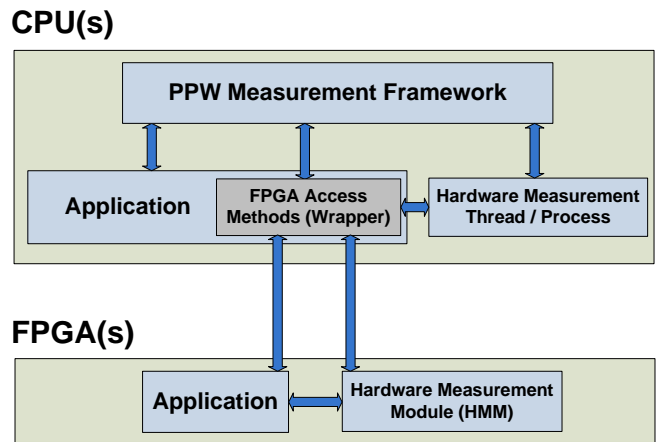 CPU(s)
PPW Measurement Framework
Application
FPGA Access
Methods (Wrapper)
Hardware Measurement
Thread / Process
FPGA(s)
Application
Hardware Measurement
Module (HMM)